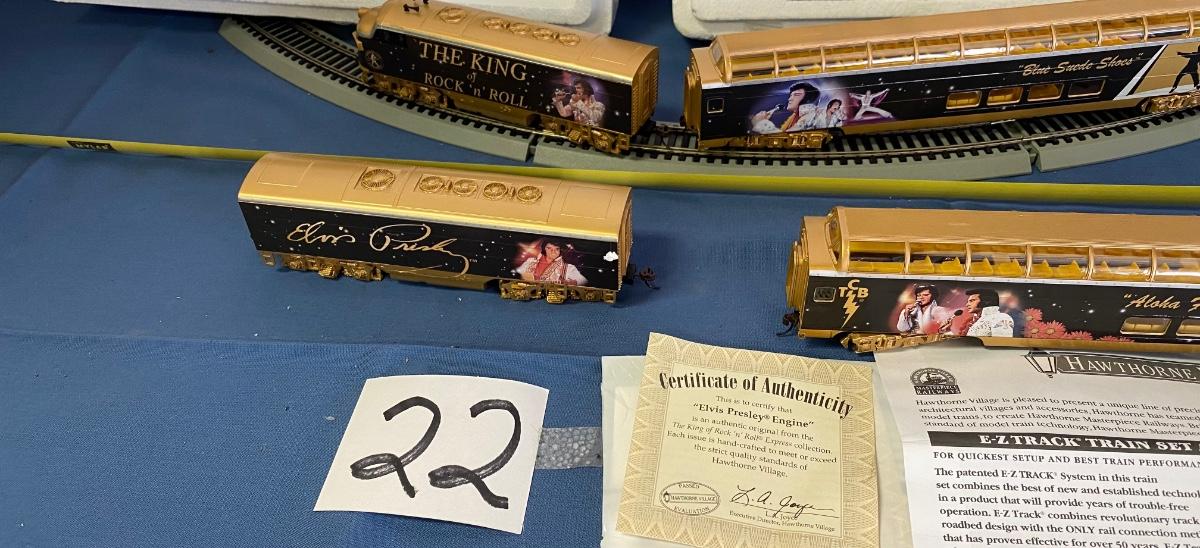 THE KING
of
ROCK 'n' ROLL
"Blue Suede Shoes"
Elvis Presley
TCB
"Aloha
22
Certificate of Authenticity
This is to certify that
"Elvis Presley® Engine"
is an authentic original from the
The King of Rock 'n' Roll® Express collection.
Each issue is hand-crafted to meet or exceed
the strict quality standards of
Hawthorne Village.
PASSED
HAWTHORNE VILLAGE
EVALUATION
L.A. Joyce
L.A. Joyce
Executive Director, Hawthorne Village
HAWTHORNE
MASTERPIECE
RAILWAYS
Hawthorne Village is pleased to present a unique line of
architectural villages and accessories, Hawthorne has teamed
model trains, to create Hawthorne Masterpiece Railways.
standard of model train technology, Hawthorne
E-Z TRACK® TRAIN SET
FOR QUICKEST SETUP AND BEST TRAIN
The patented E-Z TRACK® System in this train
set combines the best of new and established
in a product that will provide years of trouble-free
operation. E-Z Track® combines revolutionary track
roadbed design with the ONLY rail connection
that has proven effective for over 50 years.